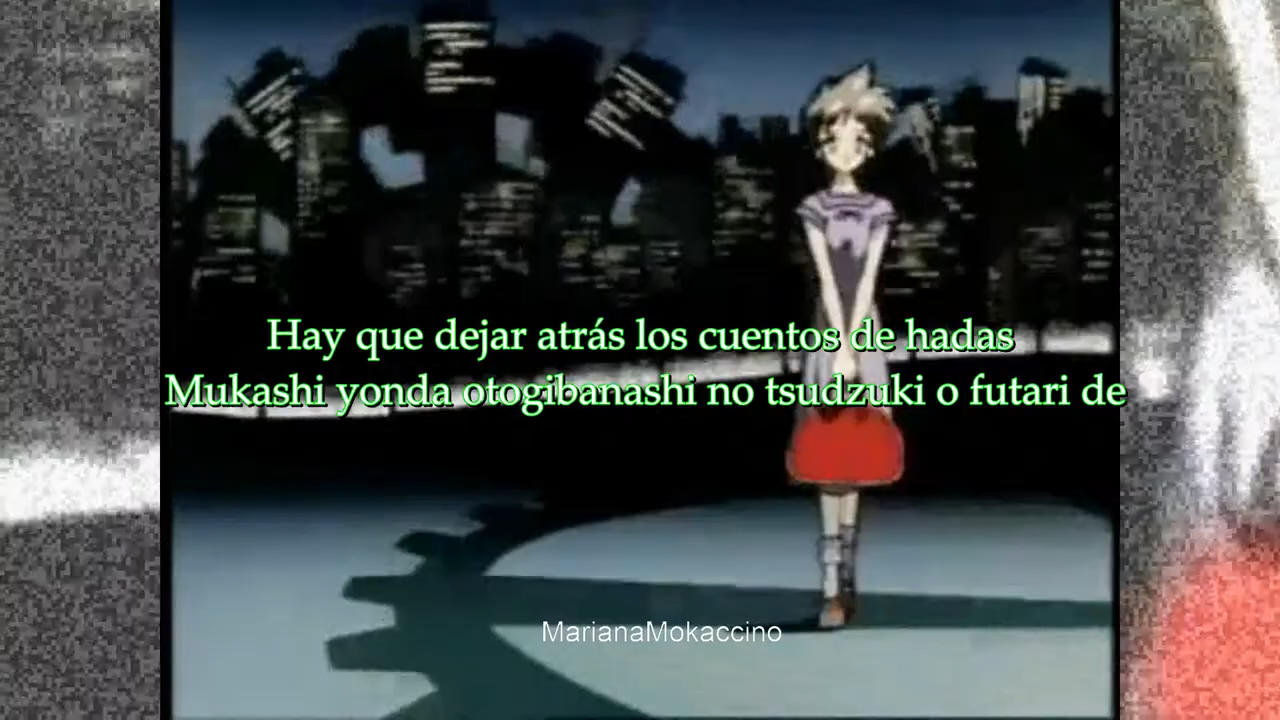 Hay que dejar atrás los cuentos de hadas
Mukashi yonda otogibanashi no tsudzuki o futari de
MarianaMokaccino